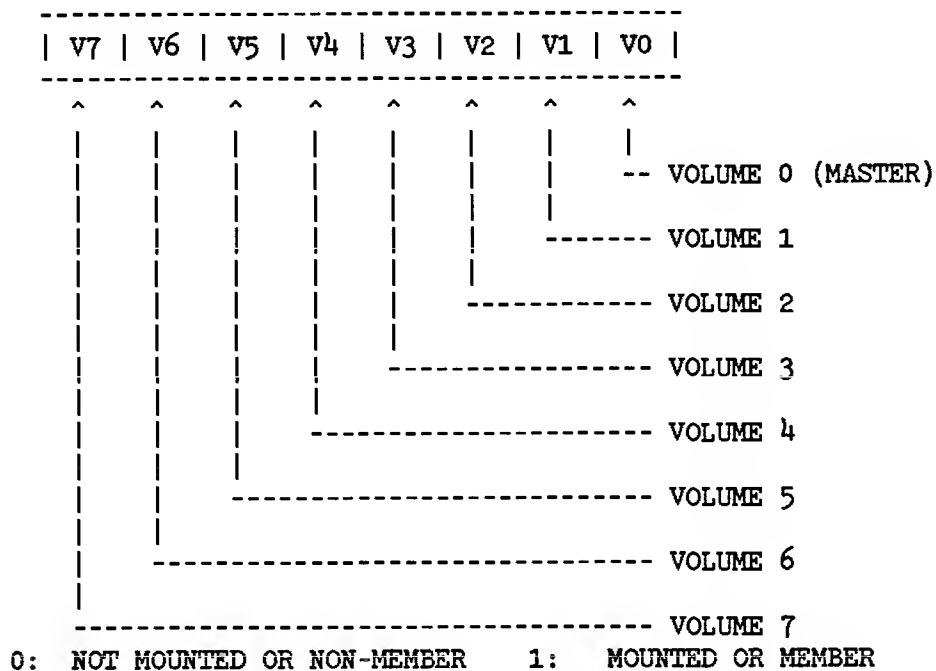 | V7 | V6 | V5 | V4 | V3 | V2 | V1 | V0 |
VOLUME 0 (MASTER)
VOLUME 1
VOLUME 2
VOLUME 3
VOLUME 4
VOLUME 5
VOLUME 6
VOLUME 7
0: NOT MOUNTED OR NON-MEMBER 1: MOUNTED OR MEMBER